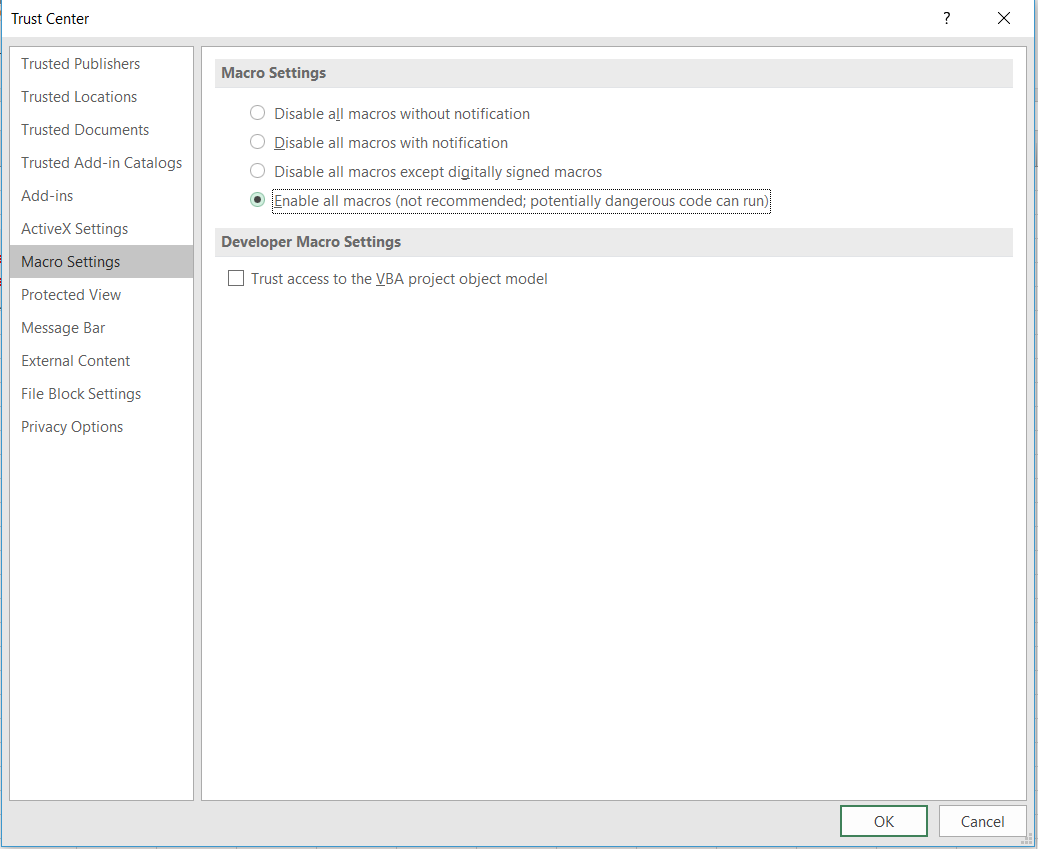 Trust Center
?
Trusted Publishers
Trusted Locations
Trusted Documents
Trusted Add-in Catalogs
Add-ins
ActiveX Settings
Macro Settings
Protected View
Message Bar
External Content
File Block Settings
Privacy Options
Macro Settings
Disable all macros without notification
Disable all macros with notification
Disable all macros except digitally signed macros
Enable all macros (not recommended; potentially dangerous code can run)
Developer Macro Settings
Trust access to the VBA project object model
OK
Cancel